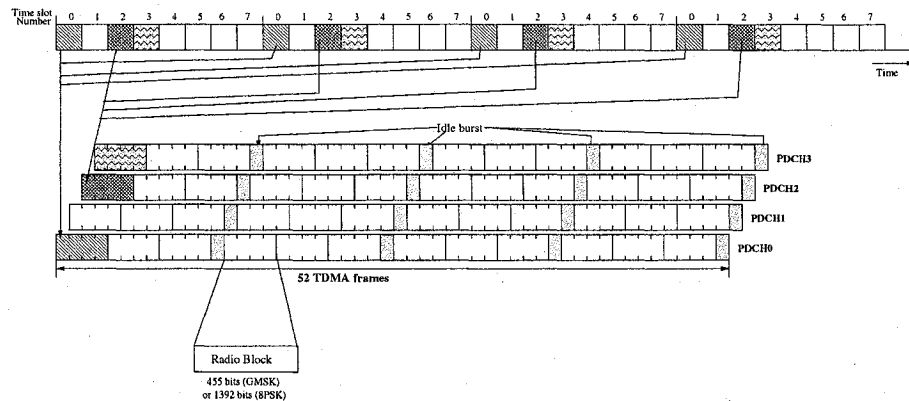 Time slot
Number
0 1 2 3 4 5 6 7 0 1 2 3 4 5 6 7 0 1 2 3 4 5 6 7 0 1 2 3 4 5 6 7
Time
Idle burst
PDCH3
PDCH2
PDCH1
PDCH0
52 TDMA frames
Radio Block
455 bits (GMSK)
or 1392 bits (8PSK)